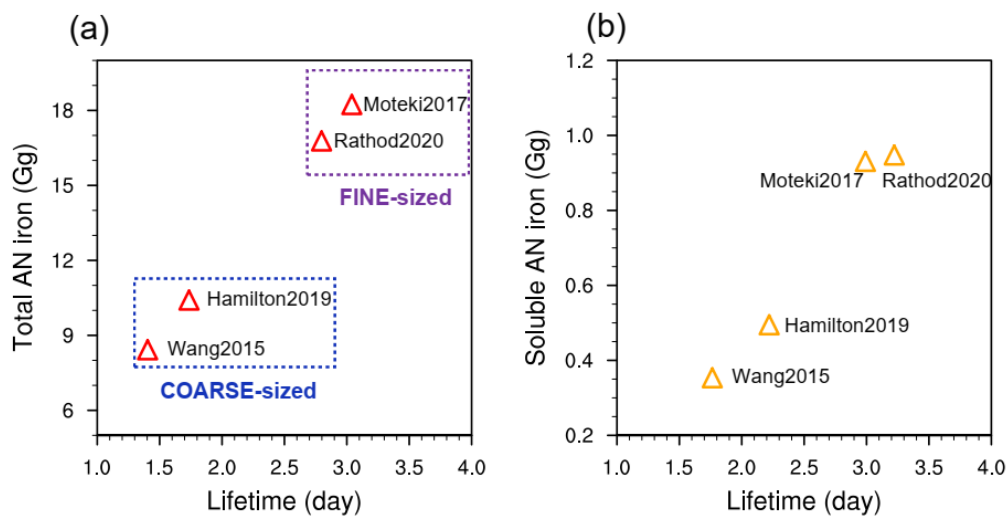 (a)
Total AN iron (Gg)
18
15
12
9
6
Moteki2017
Rathod2020
FINE-sized
Hamilton2019
Wang2015
COARSE-sized
1.0 1.5 2.0 2.5 3.0 3.5 4.0
Lifetime (day)
(b)
Soluble AN iron (Gg)
1.2
1.0
0.8
0.6
0.4
0.2
Moteki2017 Rathod2020
Hamilton2019
Wang2015
1.0 1.5 2.0 2.5 3.0 3.5 4.0
Lifetime (day)